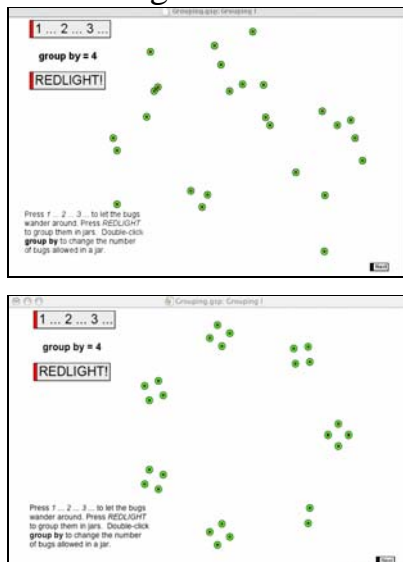 Grouping.gsp: Grouping I
1 ... 2 ... 3 ...
group by = 4
REDLIGHT!
Press 1 ... 2 ... 3 ... to let the bugs
wander around. Press REDLIGHT
to group them in jars. Double-click
group by to change the number
of bugs allowed in a jar.
Next
Grouping.gsp: Grouping I
1 ... 2 ... 3 ...
group by = 4
REDLIGHT!
Press 1 ... 2 ... 3 ... to let the bugs
wander around. Press REDLIGHT
to group them in jars. Double-click
group by to change the number
of bugs allowed in a jar.
Next